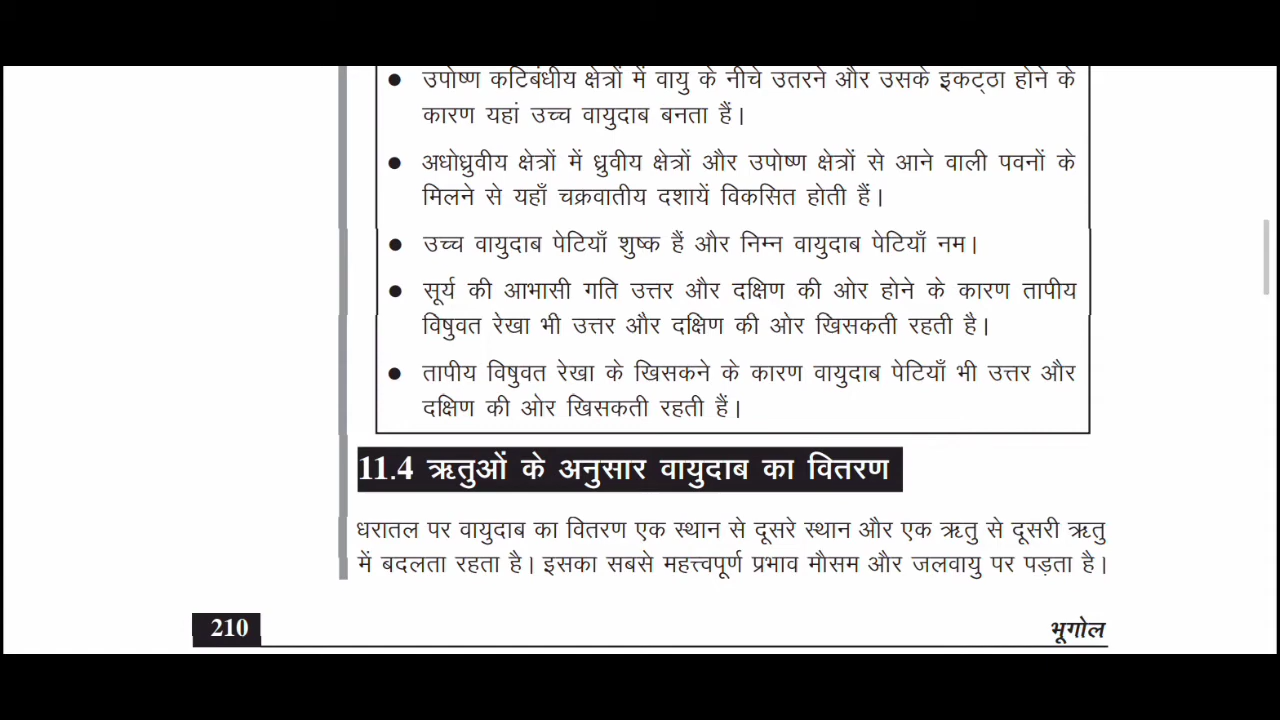 ● उपोष्ण कटिबंधीय क्षेत्रों में वायु के नीचे उतरने और उसके इकट्ठा होने के
कारण यहां उच्च वायुदाब बनता हैं।
● अधोध्रुवीय क्षेत्रों में ध्रुवीय क्षेत्रों और उपोष्ण क्षेत्रों से आने वाली पवनों के
मिलने से यहाँ चक्रवातीय दशायें विकसित होती हैं।
● उच्च वायुदाब पेटियाँ शुष्क हैं और निम्न वायुदाब पेटियाँ नम।
● सूर्य की आभासी गति उत्तर और दक्षिण की ओर होने के कारण तापीय
विषुवत रेखा भी उत्तर और दक्षिण की ओर खिसकती रहती है।
● तापीय विषुवत रेखा के खिसकने के कारण वायुदाब पेटियाँ भी उत्तर और
दक्षिण की ओर खिसकती रहती हैं।
11.4 ऋतुओं के अनुसार वायुदाब का वितरण
धरातल पर वायुदाब का वितरण एक स्थान से दूसरे स्थान और एक ऋतु से दूसरी ऋतु
में बदलता रहता है। इसका सबसे महत्त्वपूर्ण प्रभाव मौसम और जलवायु पर पड़ता है।
210
भूगोल